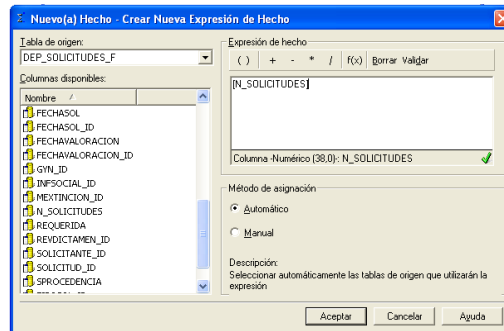 Nuevo(a) Hecho - Crear Nueva Expresión de Hecho
Tabla de origen:
DEP_SOLICITUDES_F
Columnas disponibles:
Nombre
FECHASOL
FECHASOL_ID
FECHAVALORACION
FECHAVALORACION_ID
GYN_ID
INFSOCIAL_ID
MEXTINCION_ID
N_SOLICITUDES
REQUERIDA
REVDICTAMEN_ID
SOLICITANTE_ID
SOLICITUD_ID
SPROCEDENCIA
Expresión de hecho
( ) + - * / f(x) Borrar Validar
[N_SOLICITUDES]
Columna -Numérico (38,0)-: N_SOLICITUDES
Método de asignación
Automático
Manual
Descripción:
Seleccionar automáticamente las tablas de origen que utilizarán la
expresión
Aceptar Cancelar Ayuda